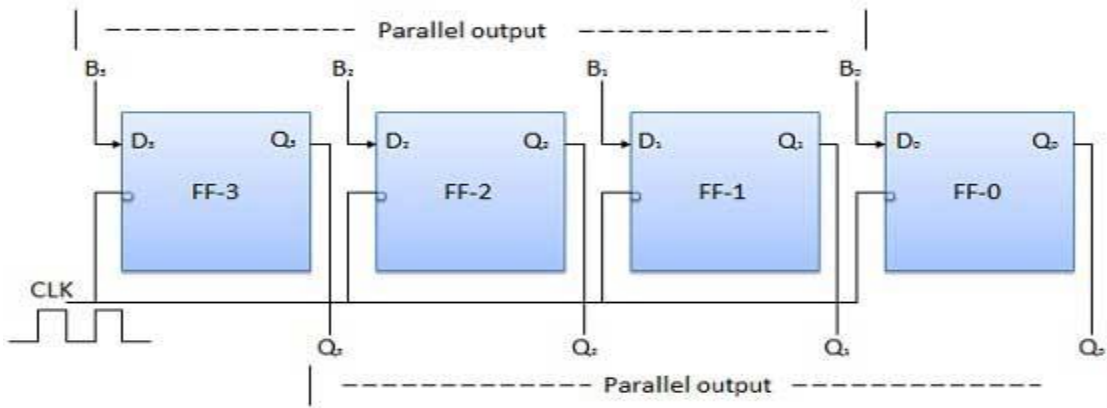 Parallel output
B₃ B₂ B₁ B₀
D₃ Q₃ D₂ Q₂ D₁ Q₁ D₀ Q₀
FF-3 FF-2 FF-1 FF-0
CLK
Q₃ Q₂ Q₁ Q₀
Parallel output